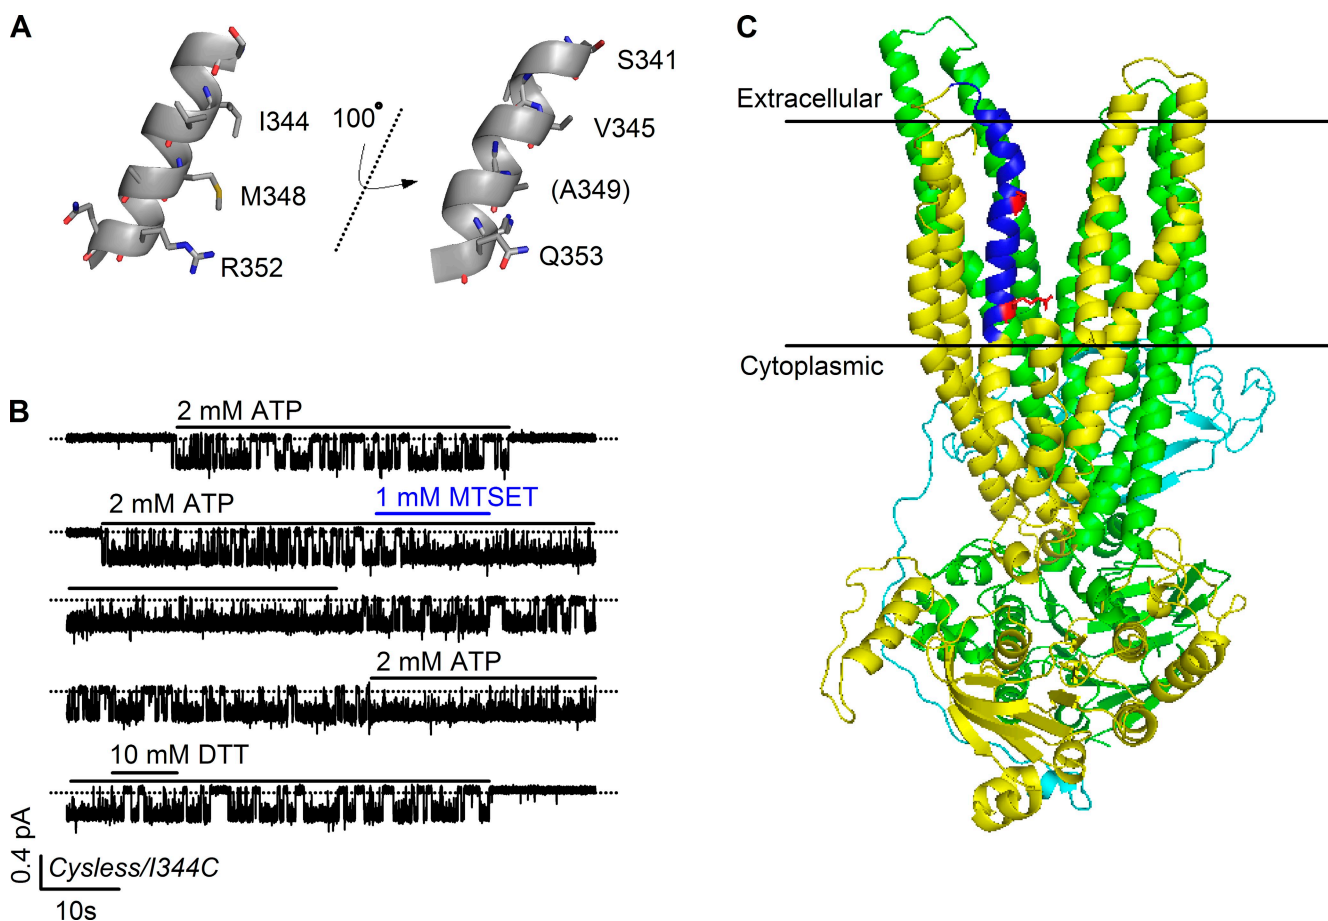 A
I344
M348
R352
100°
S341
V345
(A349)
Q353
B
2 mM ATP
2 mM ATP
1 mM MTSET
2 mM ATP
10 mM DTT
0.4 pA
Cysless/I344C
10s
C
Extracellular
Cytoplasmic